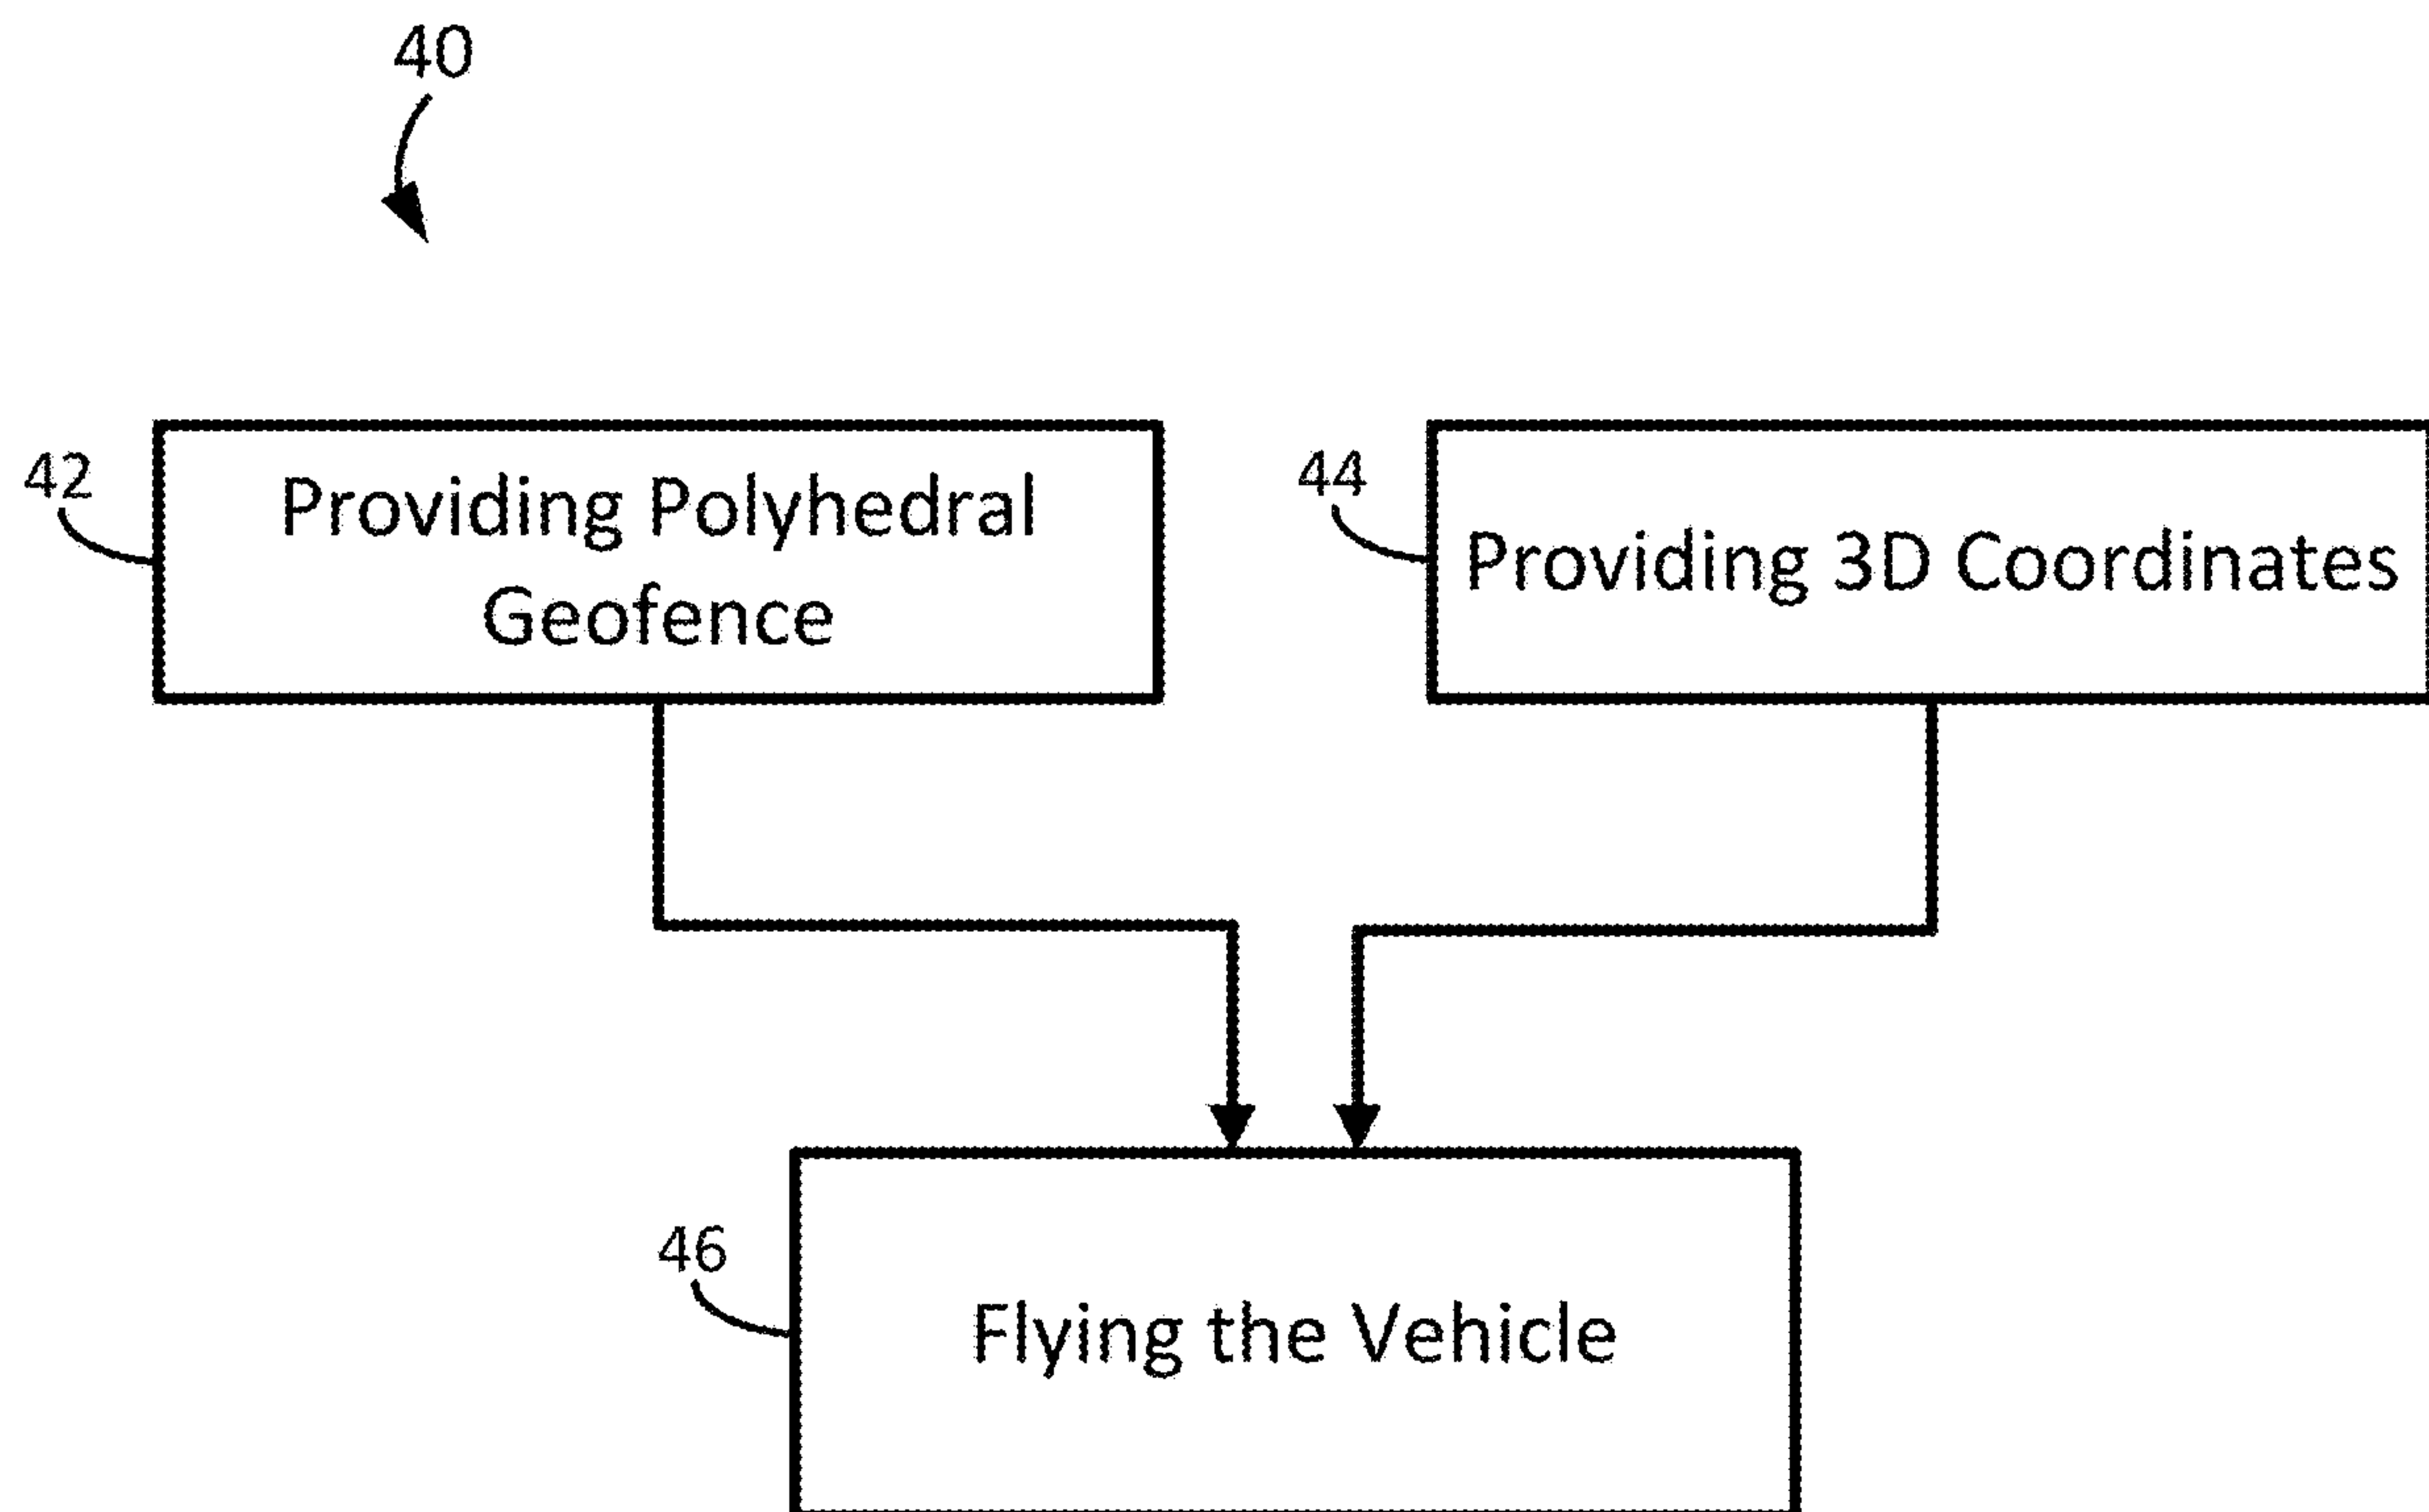 40
42
Providing Polyhedral
Geofence
44
Providing 3D Coordinates
46
Flying the Vehicle